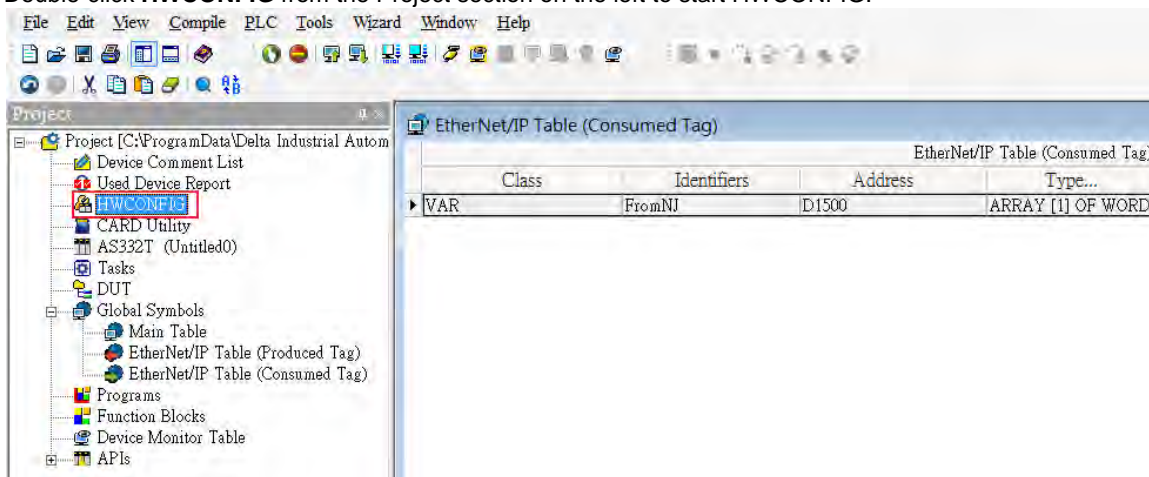 Double-click HWCONFIG from the Project section on the left to start HWCONFIG.
File Edit View Compile PLC Tools Wizard Window Help
Project
Project [C:\ProgramData\Delta Industrial Autom
Device Comment List
Used Device Report
HWCONFIG
CARD Utility
AS332T (Untitled0)
Tasks
DUT
Global Symbols
Main Table
EtherNet/IP Table (Produced Tag)
EtherNet/IP Table (Consumed Tag)
Programs
Function Blocks
Device Monitor Table
APIs
EtherNet/IP Table (Consumed Tag)
EtherNet/IP Table (Consumed Tag)
Class Identifiers Address Type...
VAR FromNJ D1500 ARRAY [1] OF WORD